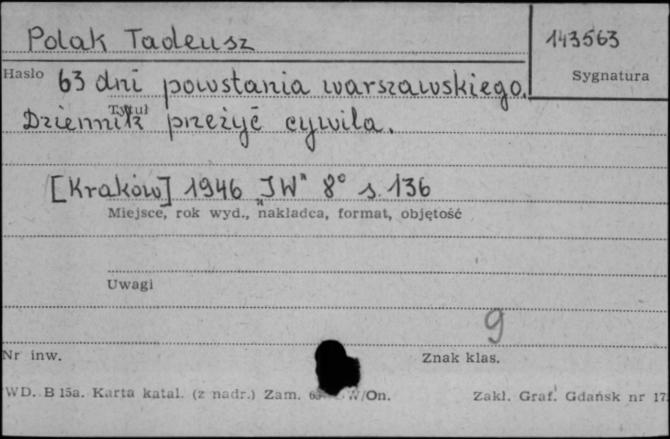 Polak Tadeusz
143563
Hasło
Sygnatura
63 dni powstania warszawskiego.
Tytuł
Dziennik przeżyć cywila.
[Kraków] 1946 „JW" 8° s. 136
Miejsce, rok wyd., nakładca, format, objętość
Uwagi
9
Nr inw.
Znak klas.
WD. B 15a. Karta katal. (z nadr.) Zam. W/On.
Zakł. Graf. Gdańsk nr 17